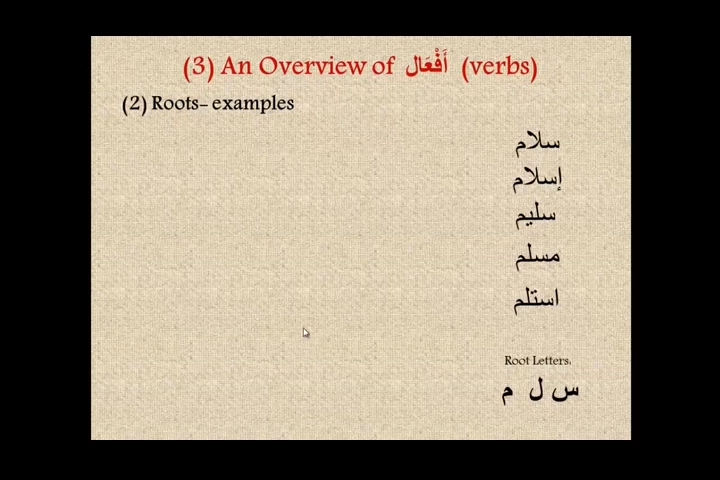 (3) An Overview of أَفْعَال (verbs)
(2) Roots- examples
سلام
إسلام
سليم
مسلم
استلم
Root Letters:
س ل م